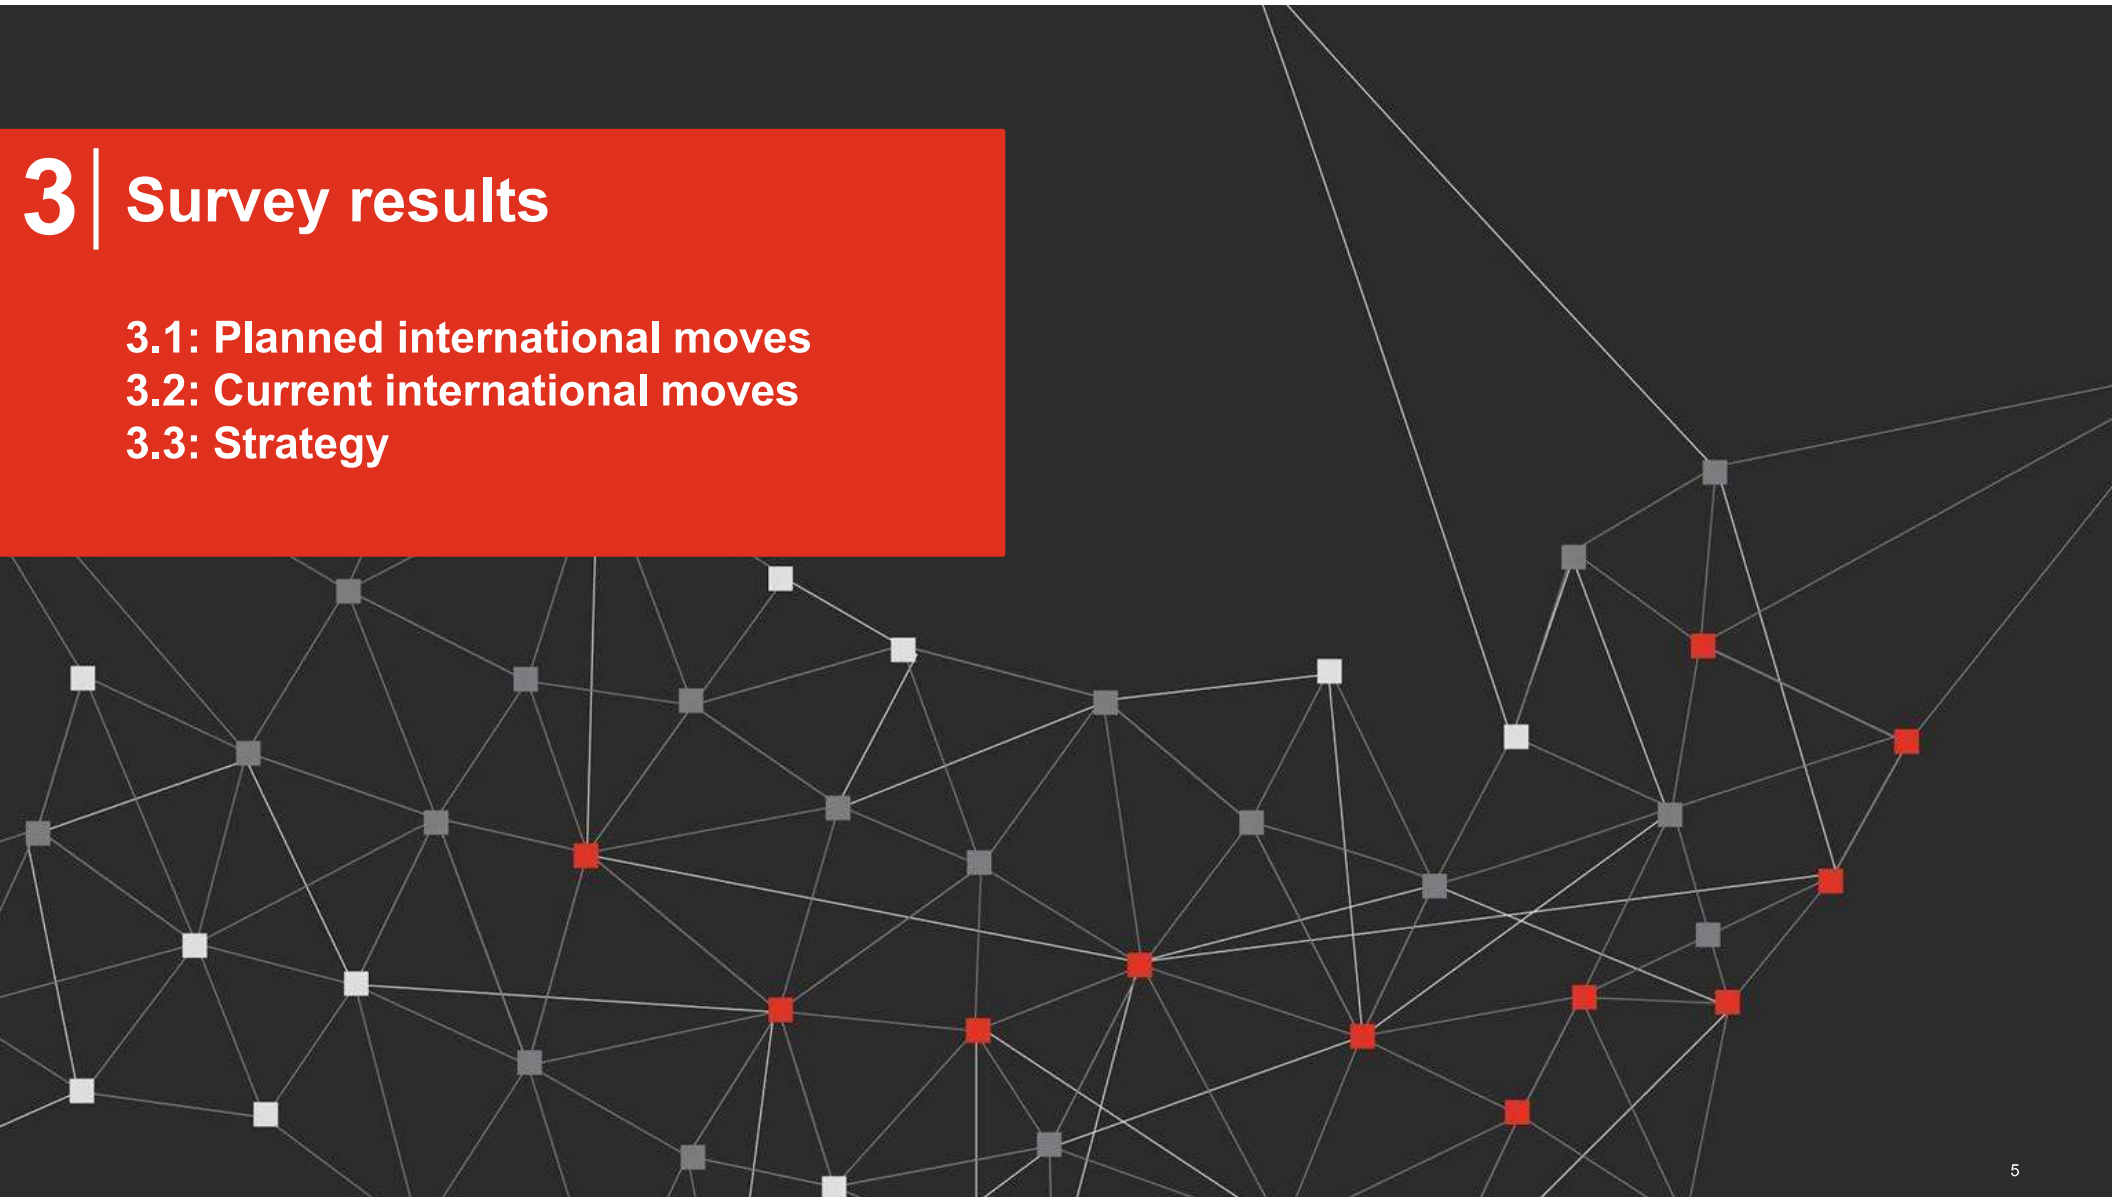 3 Survey results
3.1: Planned international moves
3.2: Current international moves
3.3: Strategy
5